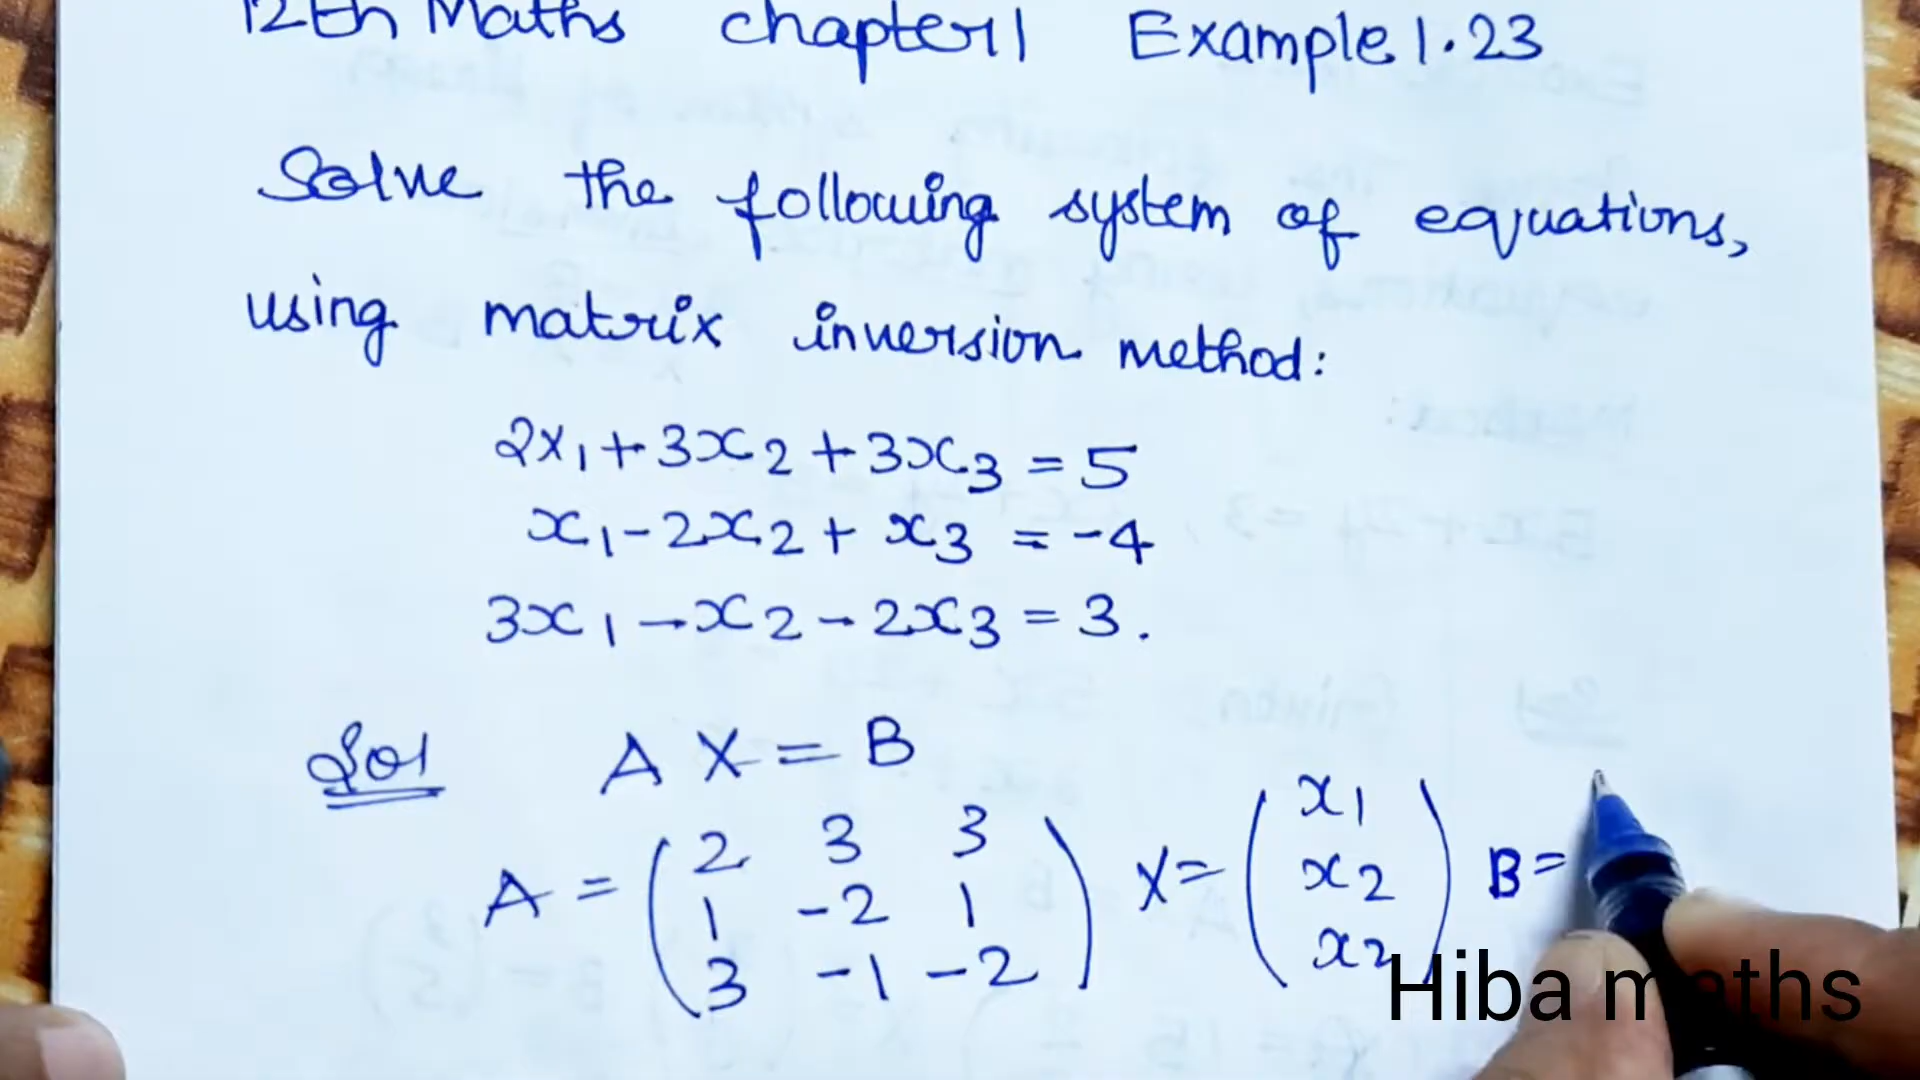 12th Maths chapter 1 Example 1.23
Solve the following system of equations,
using matrix inversion method:
2x₁+3x₂+3x₃=5
x₁-2x₂+x₃=-4
3x₁-x₂-2x₃=3.
Sol AX=B
A = (2 3 3
1 -2 1
3 -1 -2) X= (x₁
x₂
x₂) B=
Hiba maths